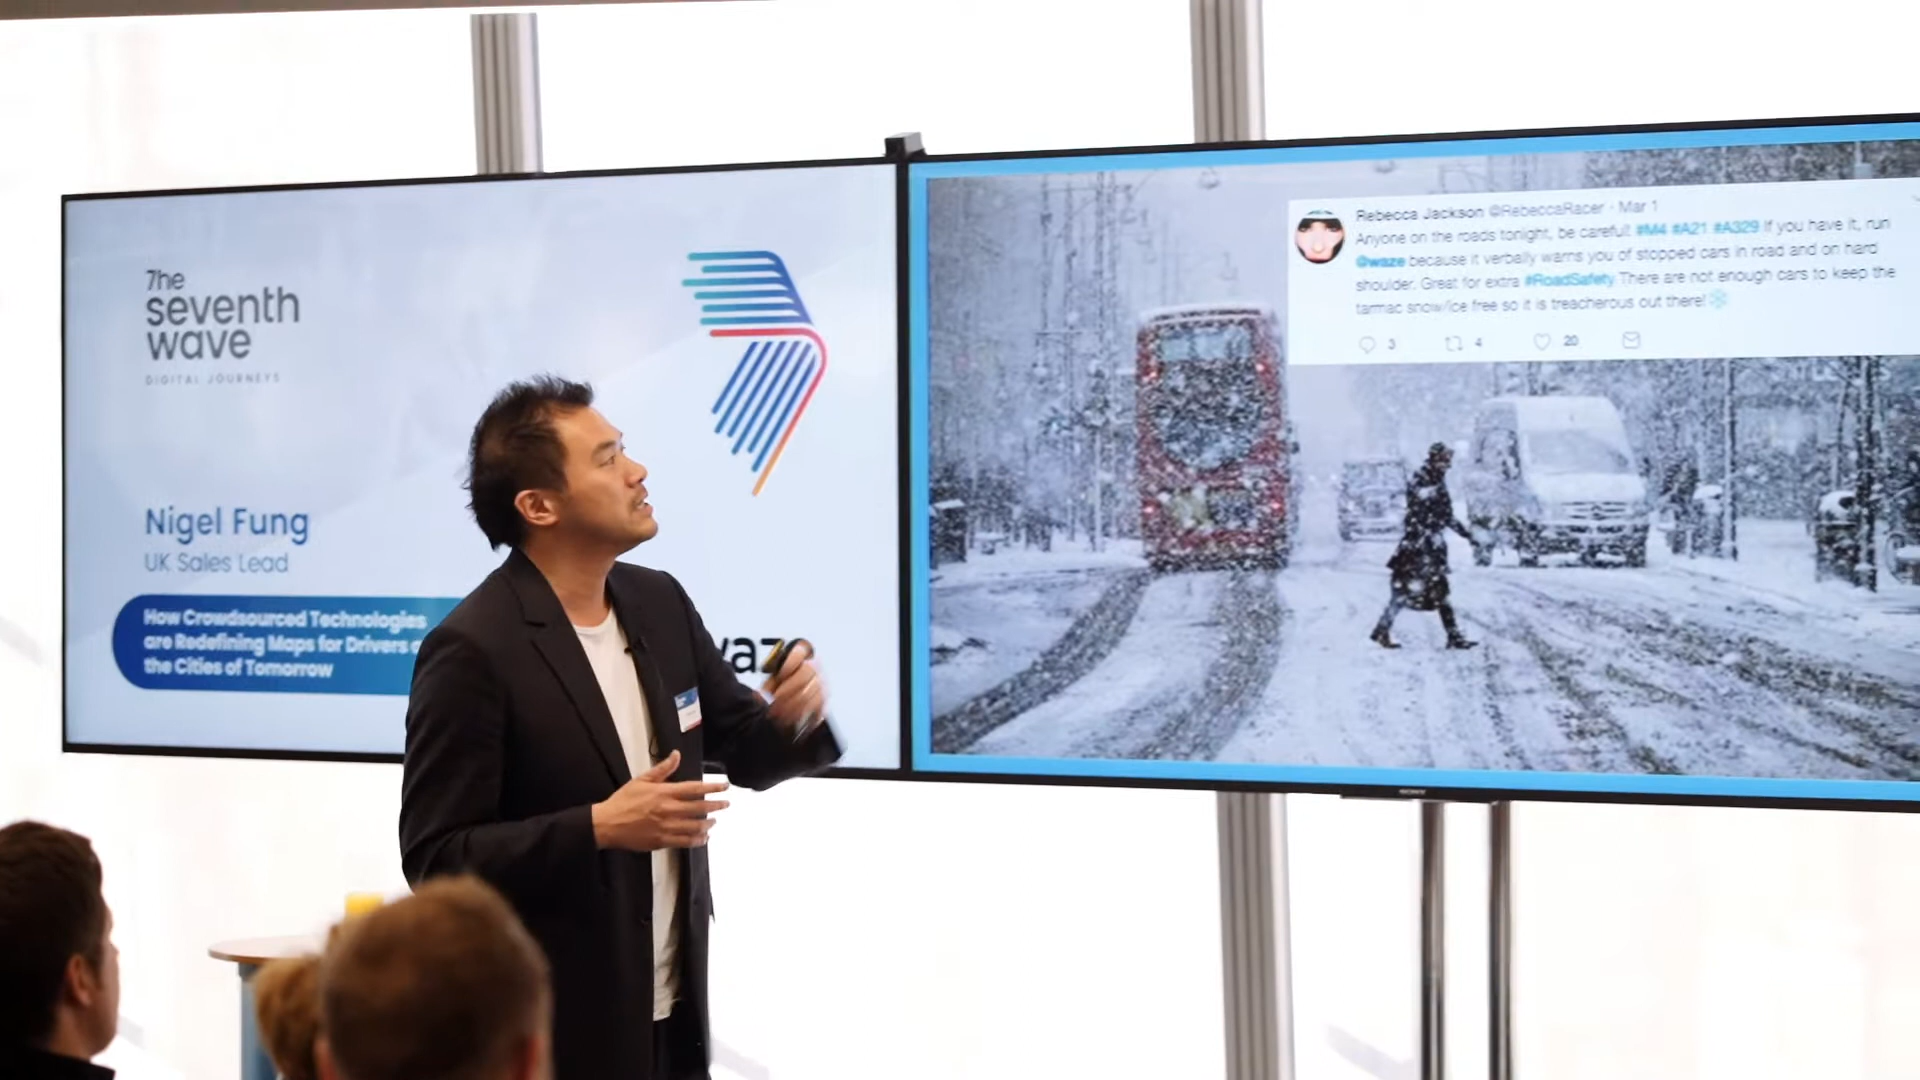 7he
seventh
wave
DIGITAL JOURNEYS
Nigel Fung
UK Sales Lead
How Crowdsourced Technologies
are Redefining Maps for Drivers
the Cities of Tomorrow
Rebecca Jackson @RebeccaRacer · Mar 1
Anyone on the roads tonight, be careful! #M4 #A21 #A329 If you have it, run
@waze because it verbally warns you of stopped cars in road and on hard
shoulder. Great for extra #RoadSafety There are not enough cars to keep the
tarmac snow/ice free so it is treacherous out there!
3 4 20
SONY